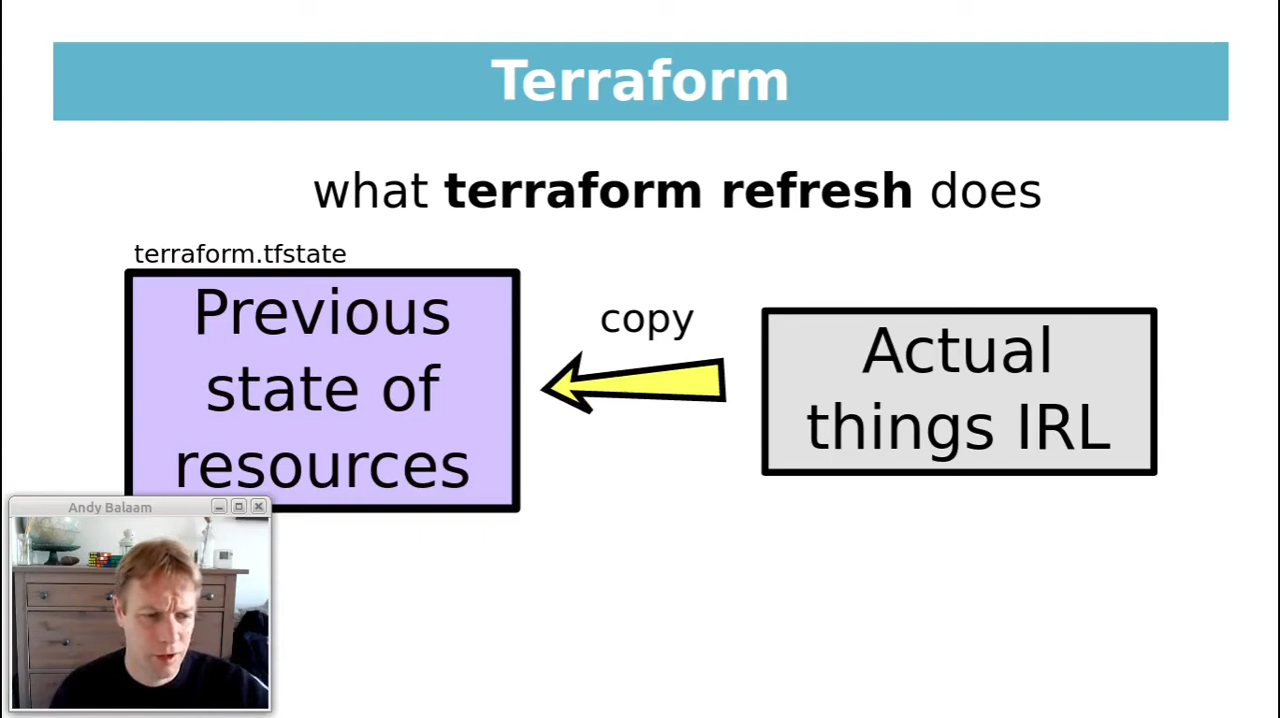 Terraform
what terraform refresh does
terraform.tfstate
Previous
state of
resources
copy
Actual
things IRL
Andy Balaam